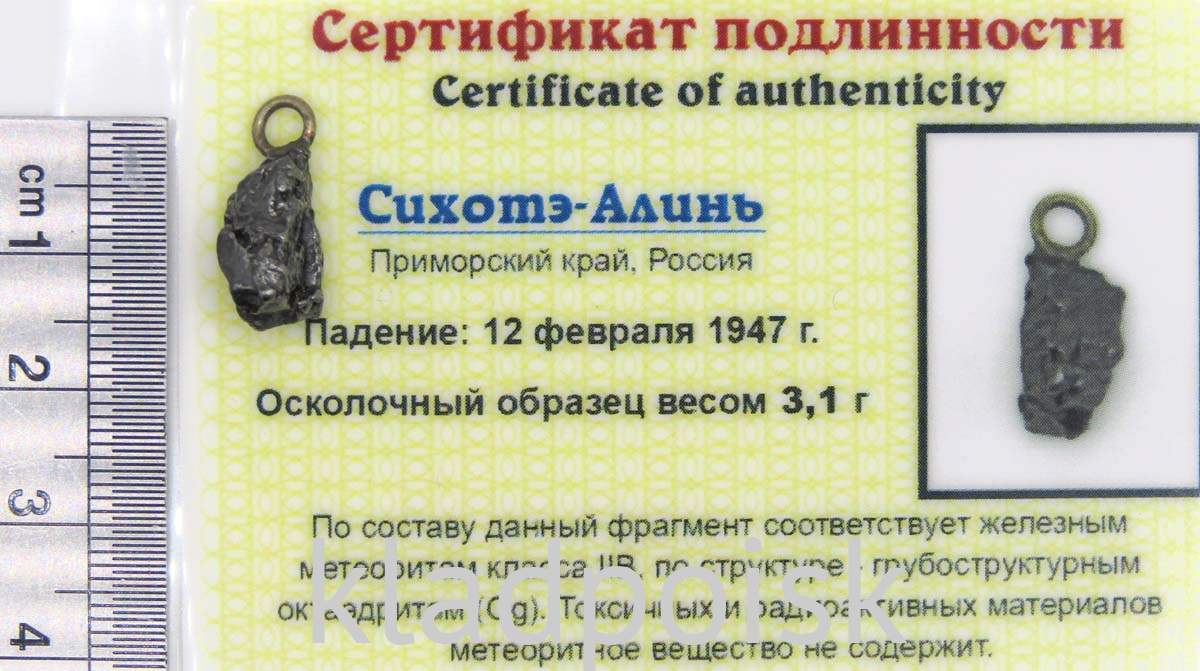 Сертификат подлинности
Certificate of authenticity
Сихотэ-Алинь
Приморский край, Россия
Падение: 12 февраля 1947 г.
Осколочный образец весом 3,1 г
По составу данный фрагмент соответствует железным
метеоритам класса IIB, по структуре - грубоструктурным
октаэдритам (Og). Токсичных и радиоактивных материалов
метеоритное вещество не содержит.
cm 1
2
3
4
kladpoisk